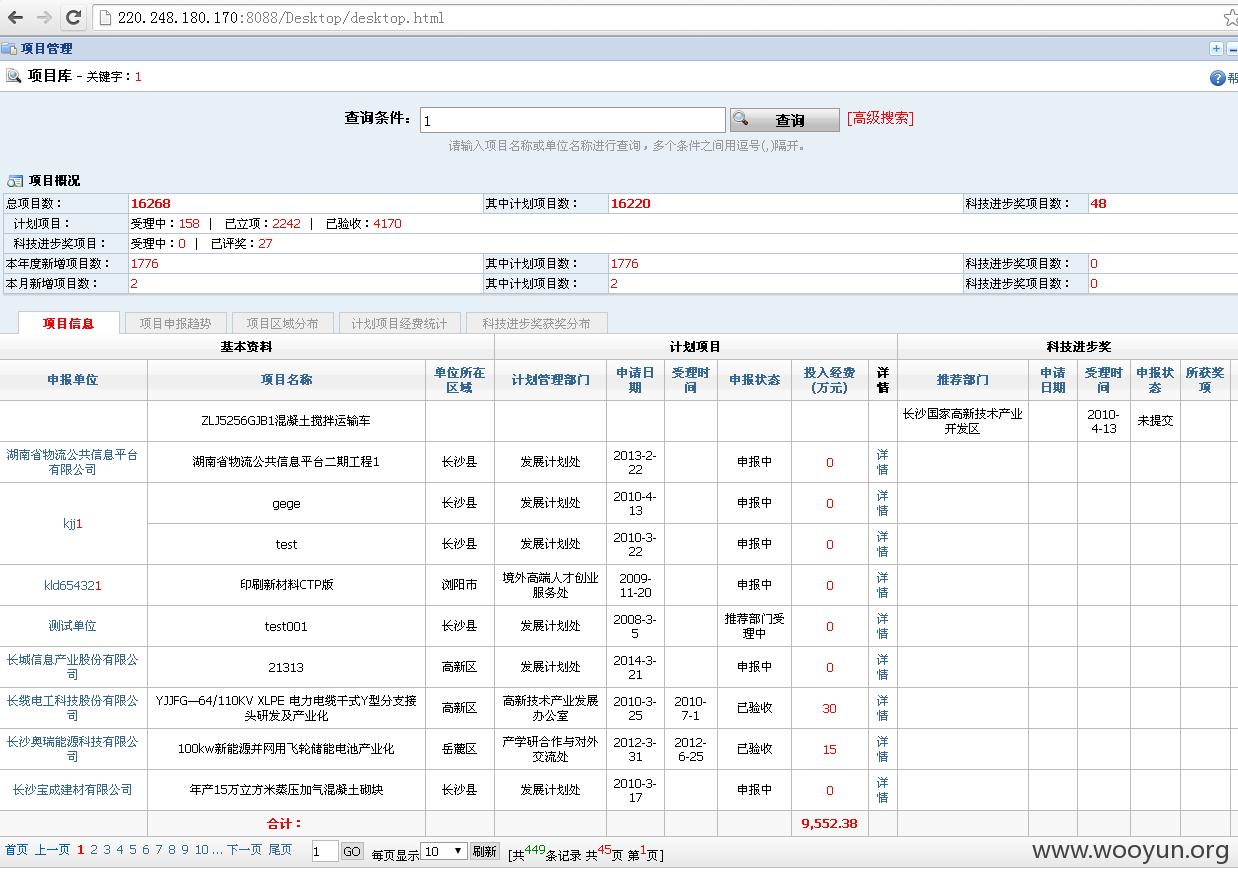 220.248.180.170:8088/Desktop/desktop.html
项目管理
项目库 - 关键字：1
帮
查询条件： 1 查询 [高级搜索]
请输入项目名称或单位名称进行查询，多个条件之间用逗号(,)隔开。
项目概况
总项目数： 16268 其中计划项目数： 16220 科技进步奖项目数： 48
计划项目： 受理中：158 | 已立项：2242 | 已验收：4170
科技进步奖项目： 受理中：0 | 已评奖：27
本年度新增项目数： 1776 其中计划项目数： 1776 科技进步奖项目数： 0
本月新增项目数： 2 其中计划项目数： 2 科技进步奖项目数： 0
项目信息 项目申报趋势 项目区域分布 计划项目经费统计 科技进步奖获奖分布
基本资料 计划项目 科技进步奖
申报单位 项目名称 单位所在区域 计划管理部门 申请日期 受理时间 申报状态 投入经费(万元) 详情 推荐部门 申请日期 受理时间 申报状态 所获奖项
ZLJ5256GJB1混凝土搅拌运输车 长沙国家高新技术产业开发区 2010-4-13 未提交
湖南省物流公共信息平台有限公司 湖南省物流公共信息平台二期工程1 长沙县 发展计划处 2013-2-22 申报中 0 详情
kjj1 gege 长沙县 发展计划处 2010-4-13 申报中 0 详情
test 长沙县 发展计划处 2010-3-22 申报中 0 详情
kld654321 印刷新材料CTP版 浏阳市 境外高端人才创业服务处 2009-11-20 申报中 0 详情
测试单位 test001 长沙县 发展计划处 2008-3-5 推荐部门受理中 0 详情
长城信息产业股份有限公司 21313 高新区 发展计划处 2014-3-21 申报中 0 详情
长缆电工科技股份有限公司 YJJFG—64/110KV XLPE 电力电缆干式Y型分支接头研发及产业化 高新区 高新技术产业发展办公室 2010-3-25 2010-7-1 已验收 30 详情
长沙奥瑞能源科技有限公司 100kw新能源并网用飞轮储能电池产业化 岳麓区 产学研合作与对外交流处 2012-3-31 2012-6-25 已验收 15 详情
长沙宝成建材有限公司 年产15万立方米蒸压加气混凝土砌块 长沙县 发展计划处 2010-3-17 申报中 0 详情
合计： 9,552.38
首页 上一页 1 2 3 4 5 6 7 8 9 10 ... 下一页 尾页 1 GO 每页显示 10 刷新 [共449条记录 共45页 第1页]
www.wooyun.org